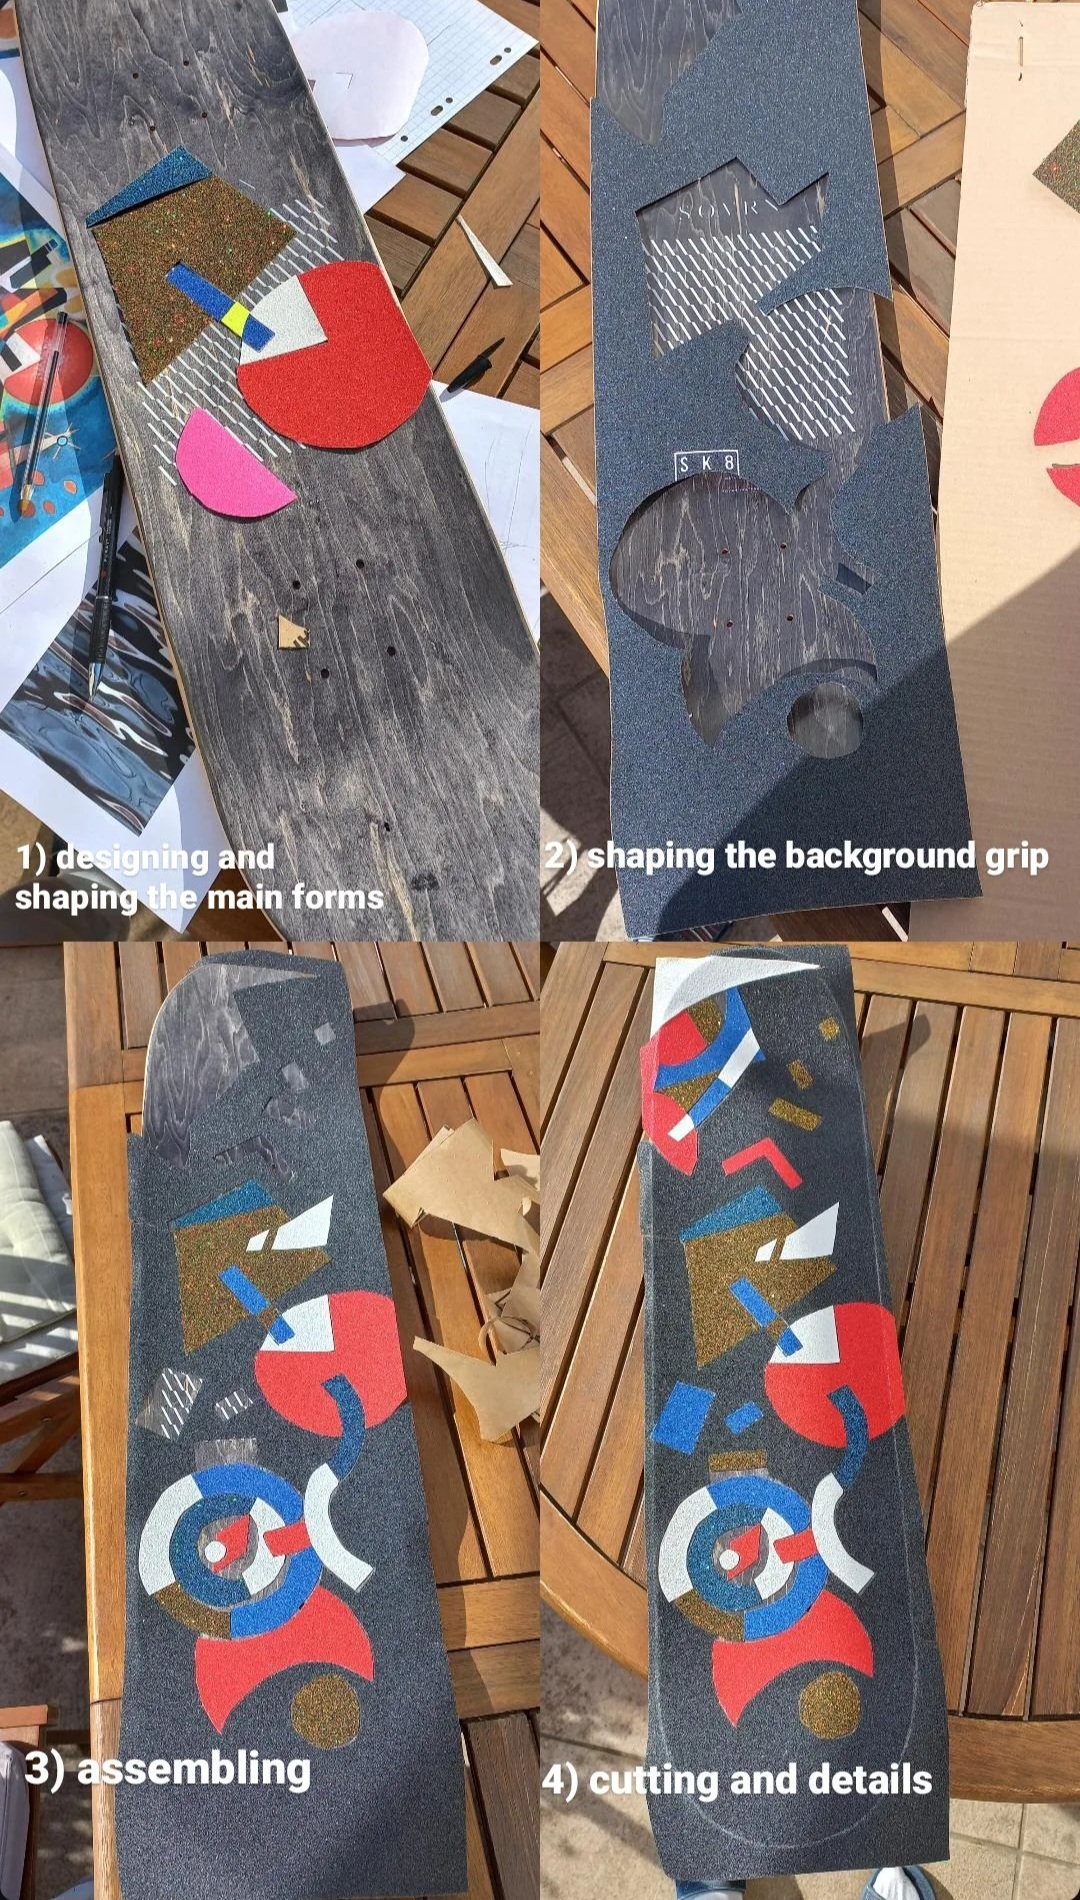 1) designing and
shaping the main forms
2) shaping the background grip
SK8
3) assembling
4) cutting and details